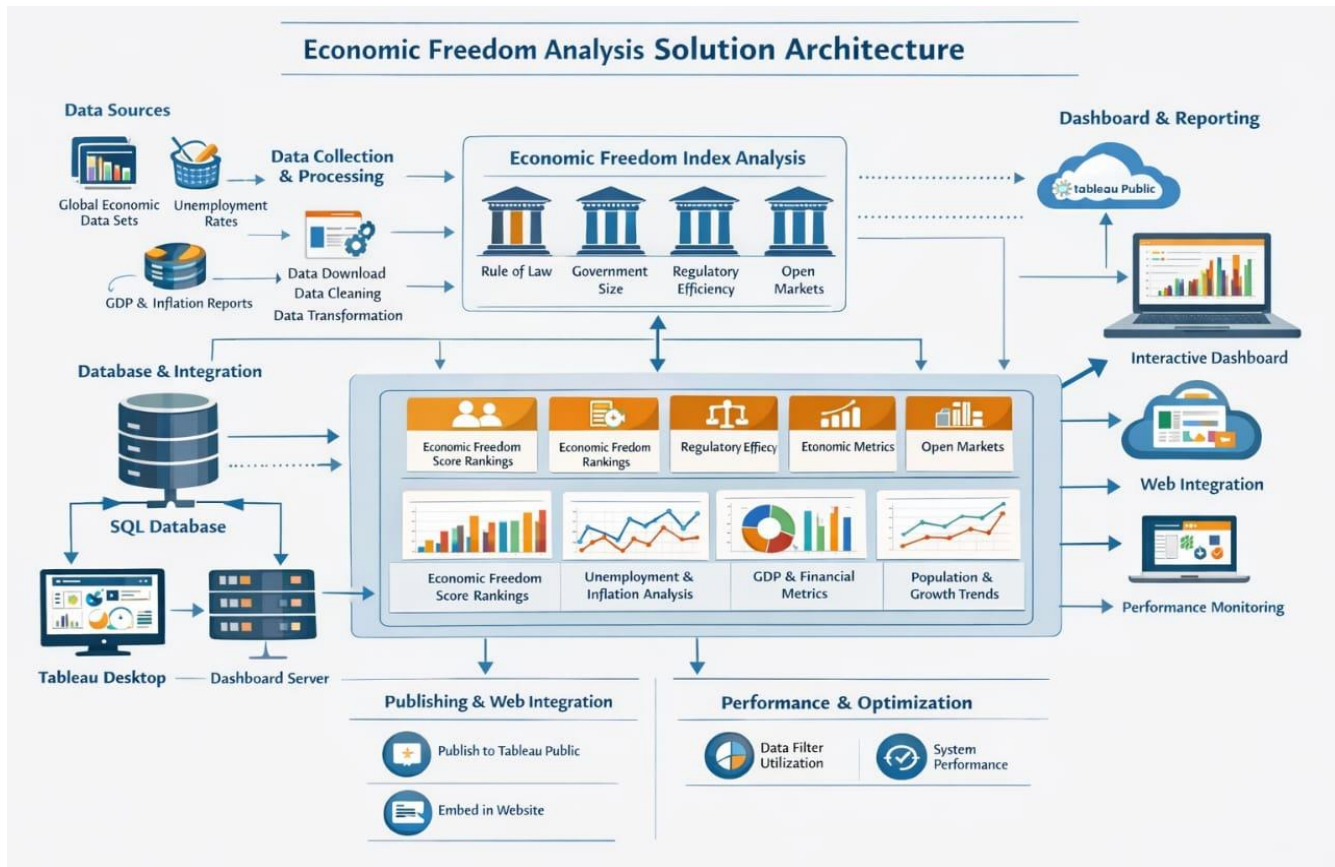 Economic Freedom Analysis Solution Architecture
Data Sources
Global Economic
Data Sets
Unemployment
Rates
GDP & Inflation Reports
Data Collection
& Processing
Data Download
Data Cleaning
Data Transformation
Economic Freedom Index Analysis
Rule of Law
Government
Size
Regulatory
Efficiency
Open
Markets
Dashboard & Reporting
tableau Public
Interactive Dashboard
Web Integration
Performance Monitoring
Database & Integration
SQL Database
Tableau Desktop
Dashboard Server
Economic Freedom
Score Rankings
Economic Fredom
Rankings
Regulatory Efficcy
Economic Metrics
Open Markets
Economic Freedom
Score Rankings
Unemployment &
Inflation Analysis
GDP & Financial
Metrics
Population &
Growth Trends
Publishing & Web Integration
Publish to Tableau Public
Embed in Website
Performance & Optimization
Data Filter
Utilization
System
Performance